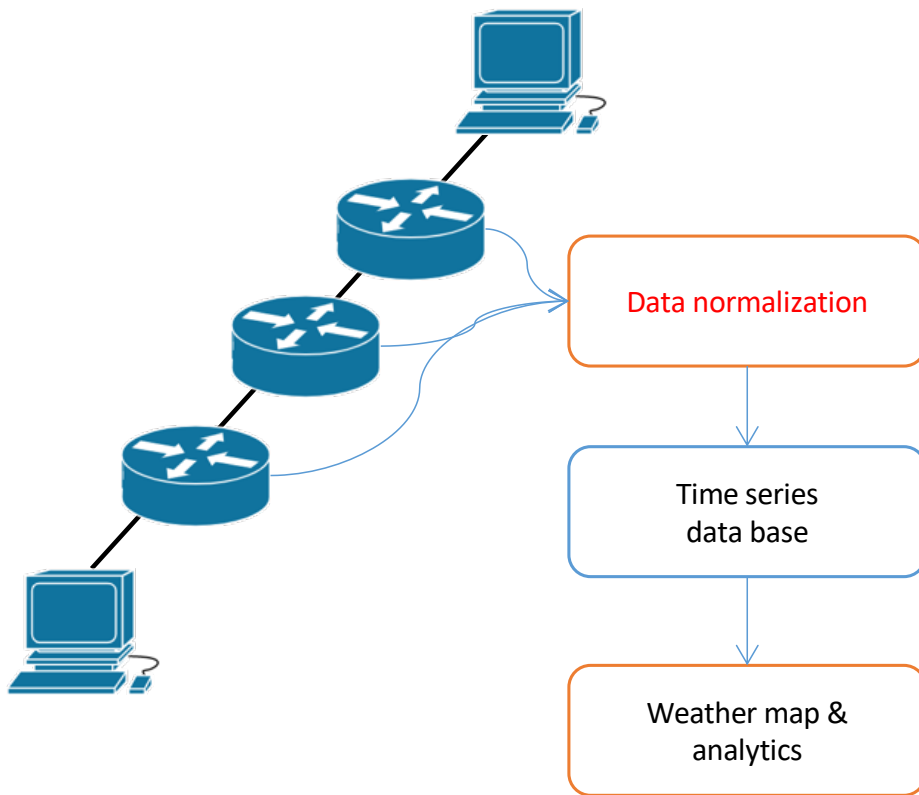 Data normalization
Time series
data base
Weather map &
analytics